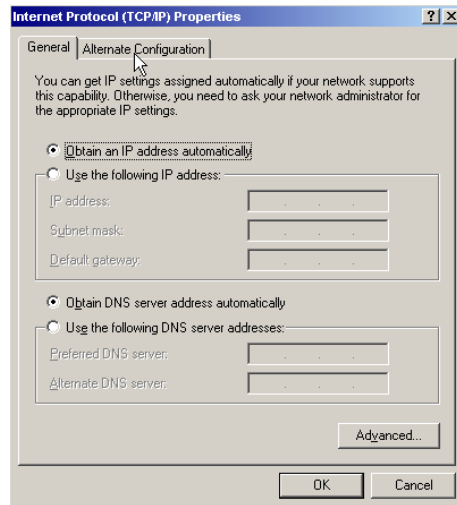 Internet Protocol (TCP/IP) Properties
General
Alternate Configuration
You can get IP settings assigned automatically if your network supports
this capability. Otherwise, you need to ask your network administrator for
the appropriate IP settings.
Obtain an IP address automatically
Use the following IP address:
IP address:
Subnet mask:
Default gateway:
Obtain DNS server address automatically
Use the following DNS server addresses:
Preferred DNS server:
Alternate DNS server:
Advanced...
OK
Cancel